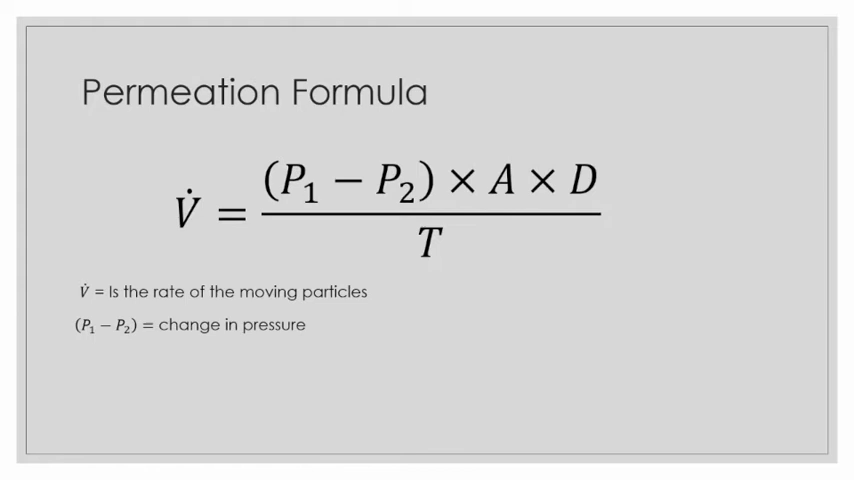 Permeation Formula
V̇ = (P₁ − P₂) × A × D / T
V̇ = Is the rate of the moving particles
(P₁ − P₂) = change in pressure